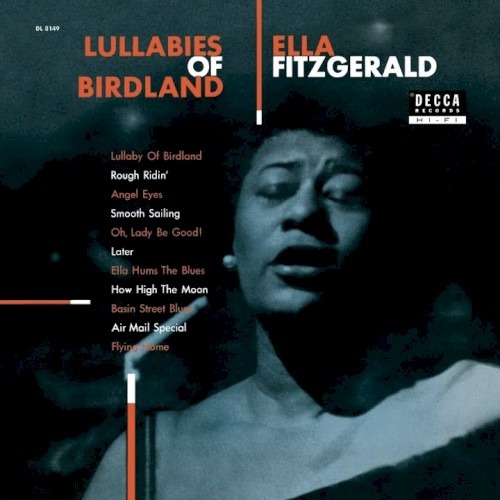 DL 8149
LULLABIES
OF
BIRDLAND
ELLA
FITZGERALD
DECCA
RECORDS
HI-FI
Lullaby Of Birdland
Rough Ridin'
Angel Eyes
Smooth Sailing
Oh, Lady Be Good!
Later
Ella Hums The Blues
How High The Moon
Basin Street Blues
Air Mail Special
Flying Home